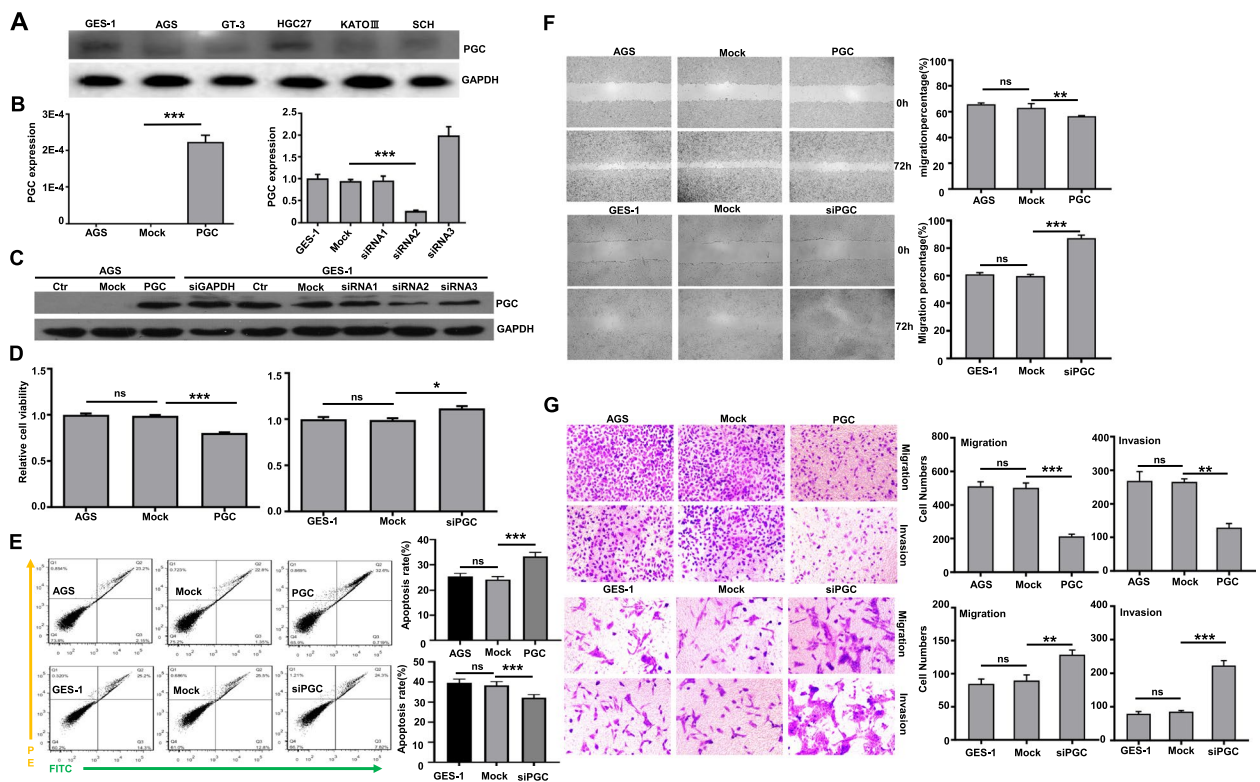 A
GES-1 AGS GT-3 HGC27 KATOⅢ SCH
PGC
GAPDH
B
PGC expression
2E-4
1E-4
0
***
AGS Mock PGC
PGC expression
2.0
1.5
1.0
0.5
0.0
***
GES-1 Mock siRNA1 siRNA2 siRNA3
C
AGS GES-1
Ctr Mock PGC siGAPDH Ctr Mock siRNA1 siRNA2 siRNA3
PGC
GAPDH
D
Relative cell viability
1.5
1.0
0.5
0.0
ns ***
AGS Mock PGC
1.5
1.0
0.5
0.0
ns *
GES-1 Mock siPGC
E
AGS Mock PGC
GES-1 Mock siPGC
P
E
FITC
Apoptosis rate(%)
40
30
20
10
0
ns ***
AGS Mock PGC
Apoptosis rate(%)
50
40
30
20
10
0
ns ***
GES-1 Mock siPGC
F
AGS Mock PGC
0h
72h
GES-1 Mock siPGC
0h
72h
migrationpercentage(%)
100
80
60
40
20
0
ns **
AGS Mock PGC
Migration percentage(%)
100
80
60
40
20
0
ns ***
GES-1 Mock siPGC
G
AGS Mock PGC
Migration
Invasion
GES-1 Mock siPGC
Migration
Invasion
Migration
Cell Numbers
600
400
200
0
ns ***
AGS Mock PGC
Invasion
400
300
200
100
0
ns **
AGS Mock PGC
Migration
Cell Numbers
200
150
100
50
0
ns **
GES-1 Mock siPGC
Invasion
400
300
200
100
0
ns ***
GES-1 Mock siPGC